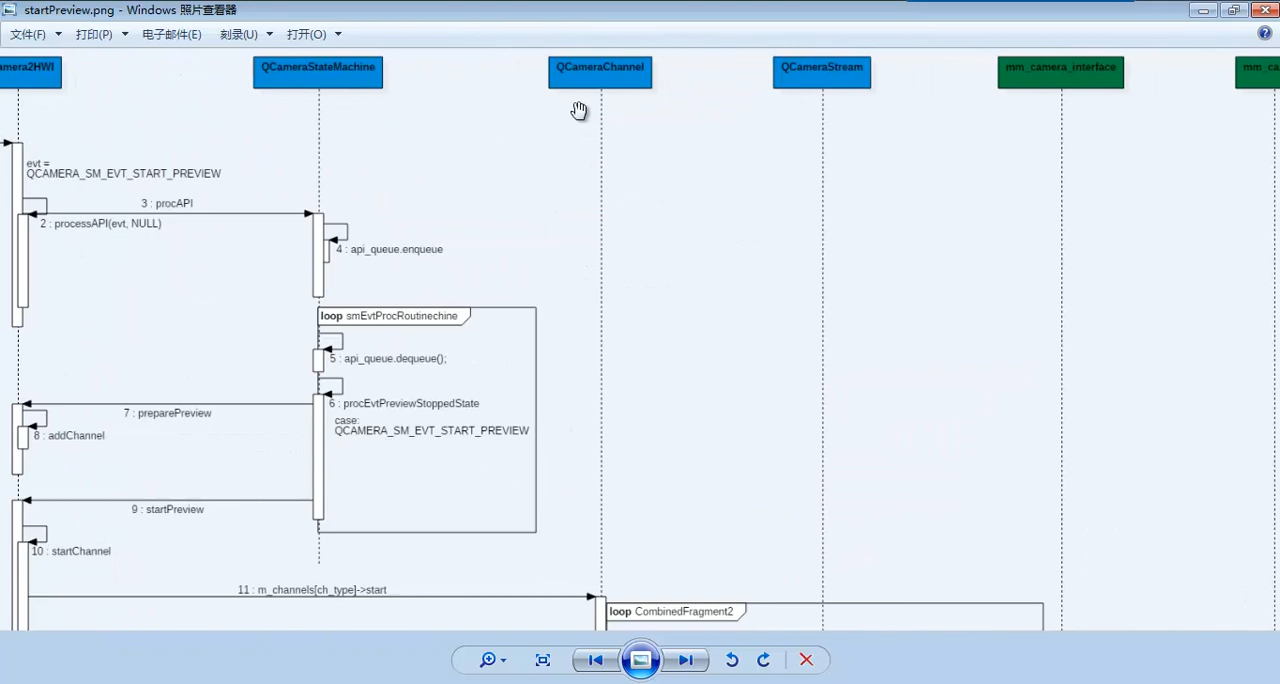 startPreview.png - Windows 照片查看器
文件(F) 打印(P) 电子邮件(E) 刻录(U) 打开(O)
amera2HWI QCameraStateMachine QCameraChannel QCameraStream mm_camera_interface mm_ca
evt =
QCAMERA_SM_EVT_START_PREVIEW
3 : procAPI
2 : processAPI(evt, NULL)
4 : api_queue.enqueue
loop smEvtProcRoutinechine
5 : api_queue.dequeue();
6 : procEvtPreviewStoppedState
7 : preparePreview
case:
QCAMERA_SM_EVT_START_PREVIEW
8 : addChannel
9 : startPreview
10 : startChannel
11 : m_channels[ch_type]->start
loop CombinedFragment2